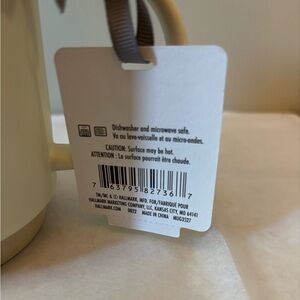 Dishwasher and microwave safe.
Va au lave-vaisselle et au micro-ondes.
CAUTION: Surface may be hot.
ATTENTION : La surface pourrait être chaude.
7 63795 82736 7
TM/MC & © HALLMARK, MFD. FOR/FABRIQUÉ POUR
HALLMARK MARKETING COMPANY, LLC, KANSAS CITY, MO 64141
HALLMARK.COM 0822 MADE IN CHINA MUG3527